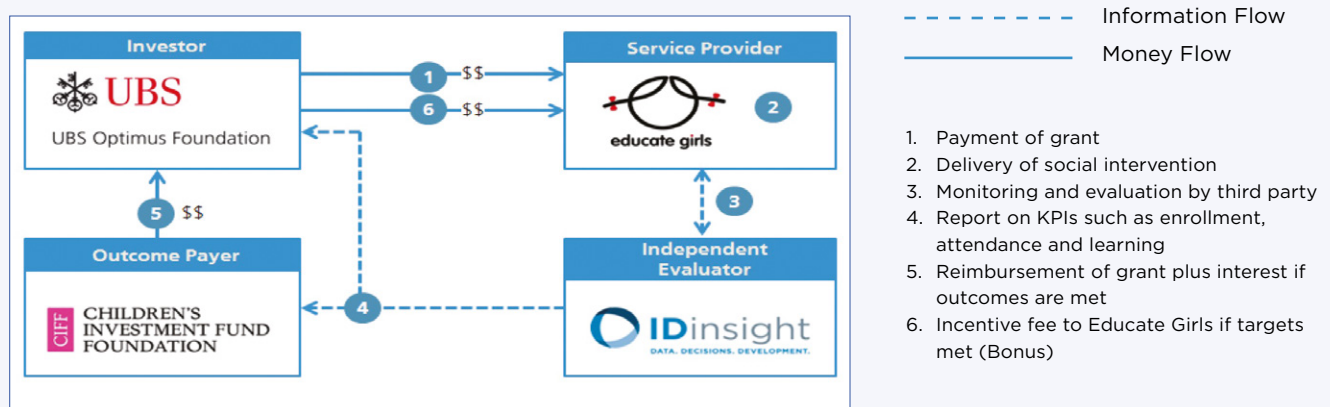 Investor
UBS
UBS Optimus Foundation
1
$$
6
$$
Service Provider
educate girls
2
5
$$
3
Outcome Payer
CIFF
CHILDREN'S
INVESTMENT FUND
FOUNDATION
4
Independent
Evaluator
IDinsight
DATA. DECISIONS. DEVELOPMENT.
Information Flow
Money Flow
1. Payment of grant
2. Delivery of social intervention
3. Monitoring and evaluation by third party
4. Report on KPIs such as enrollment,
attendance and learning
5. Reimbursement of grant plus interest if
outcomes are met
6. Incentive fee to Educate Girls if targets
met (Bonus)